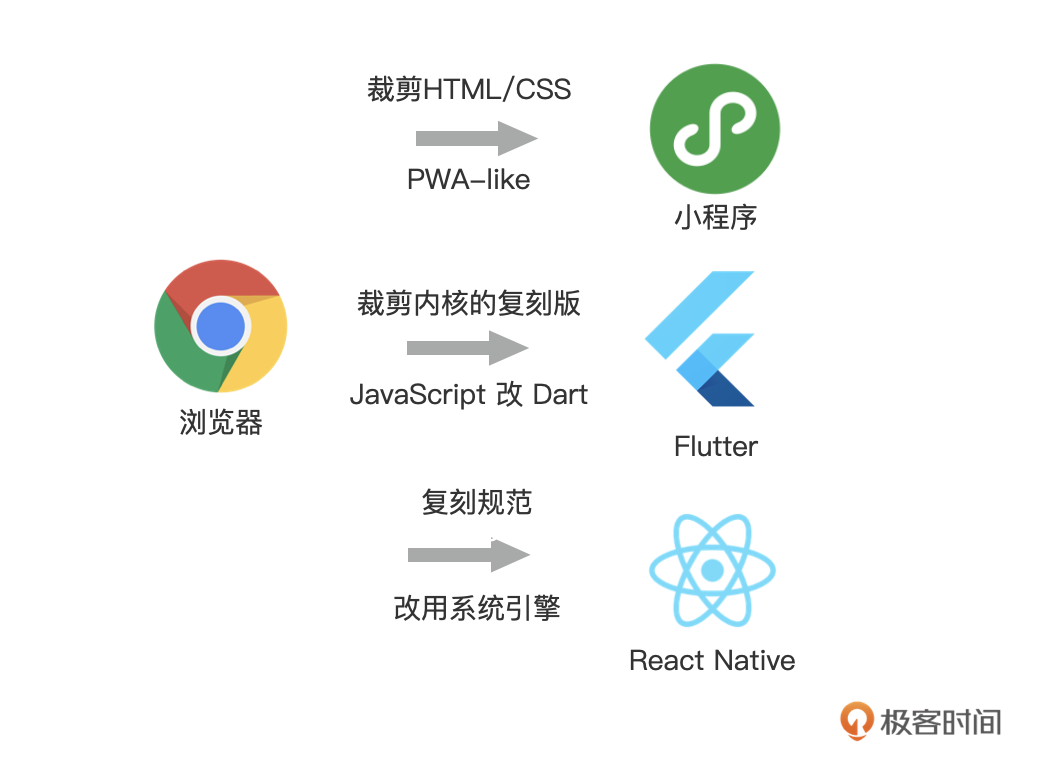 裁剪HTML/CSS
PWA-like
小程序
浏览器
裁剪内核的复刻版
JavaScript 改 Dart
Flutter
复刻规范
改用系统引擎
React Native
极客时间